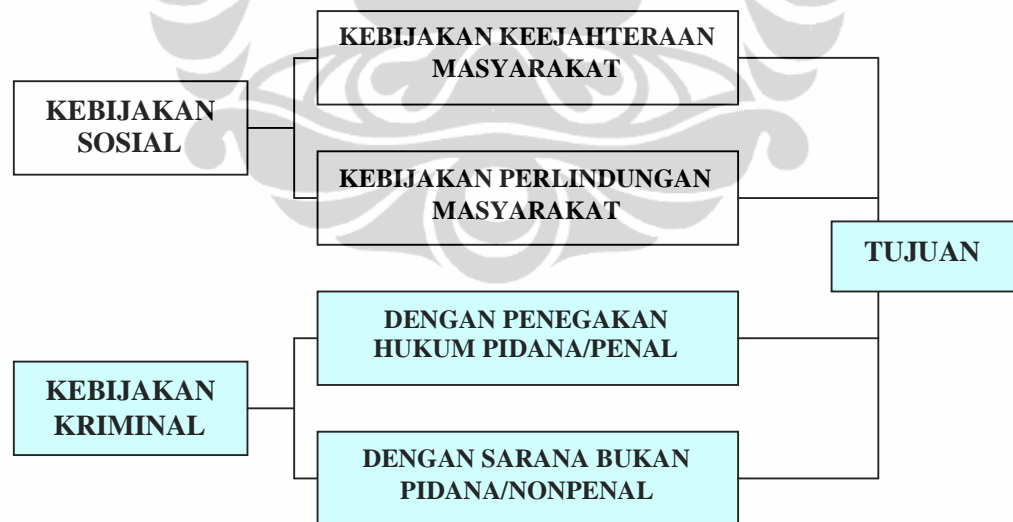 KEBIJAKAN KEEJAHTERAAN
MASYARAKAT
KEBIJAKAN
SOSIAL
KEBIJAKAN PERLINDUNGAN
MASYARAKAT
TUJUAN
DENGAN PENEGAKAN
HUKUM PIDANA/PENAL
KEBIJAKAN
KRIMINAL
DENGAN SARANA BUKAN
PIDANA/NONPENAL